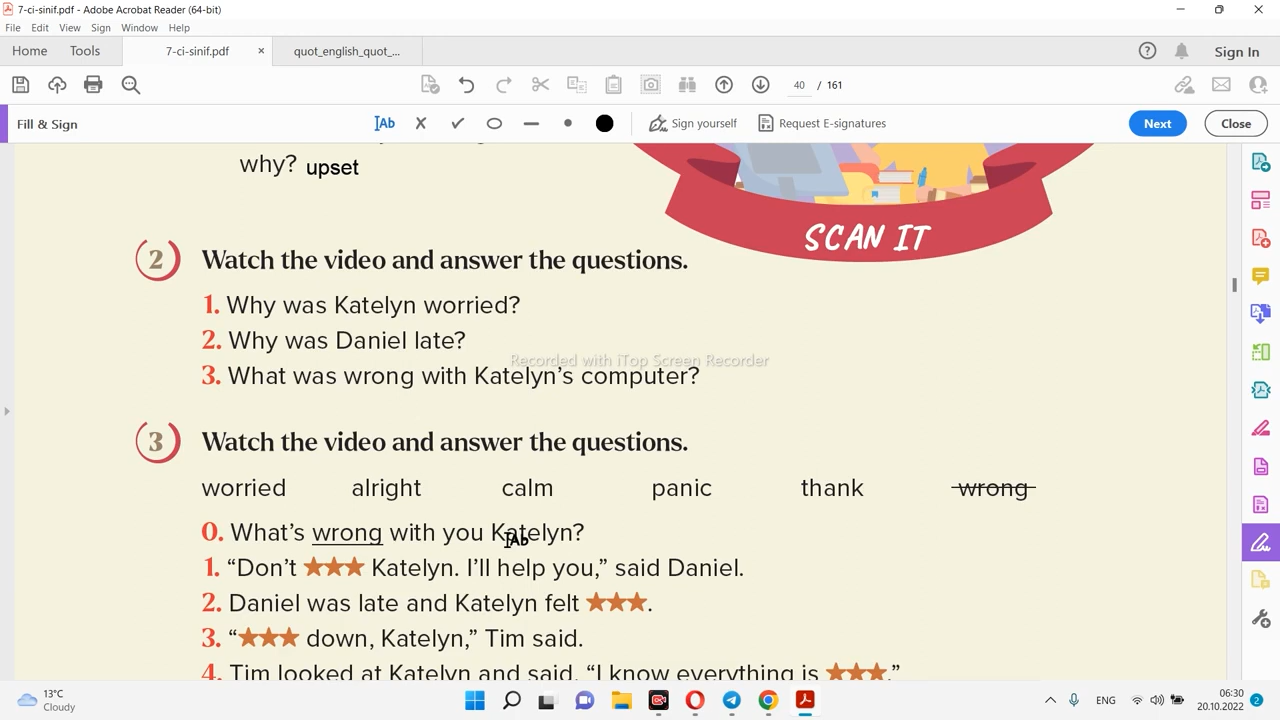 7-ci-sinif.pdf - Adobe Acrobat Reader (64-bit)
File Edit View Sign Window Help
Home Tools 7-ci-sinif.pdf × quot_english_quot_... Sign In
40 / 161
Fill & Sign Ab Sign yourself Request E-signatures Next Close
why? upset
SCAN IT
2 Watch the video and answer the questions.
1. Why was Katelyn worried?
2. Why was Daniel late?
Recorded with iTop Screen Recorder
3. What was wrong with Katelyn's computer?
3 Watch the video and answer the questions.
worried alright calm panic thank wrong
0. What's wrong with you Katelyn?
Ab
1. “Don't ★★★ Katelyn. I'll help you,” said Daniel.
2. Daniel was late and Katelyn felt ★★★.
3. “★★★ down, Katelyn,” Tim said.
4. Tim looked at Katelyn and said, “I know everything is ★★★.”
13°C
Cloudy
ENG
06:30
20.10.2022
2